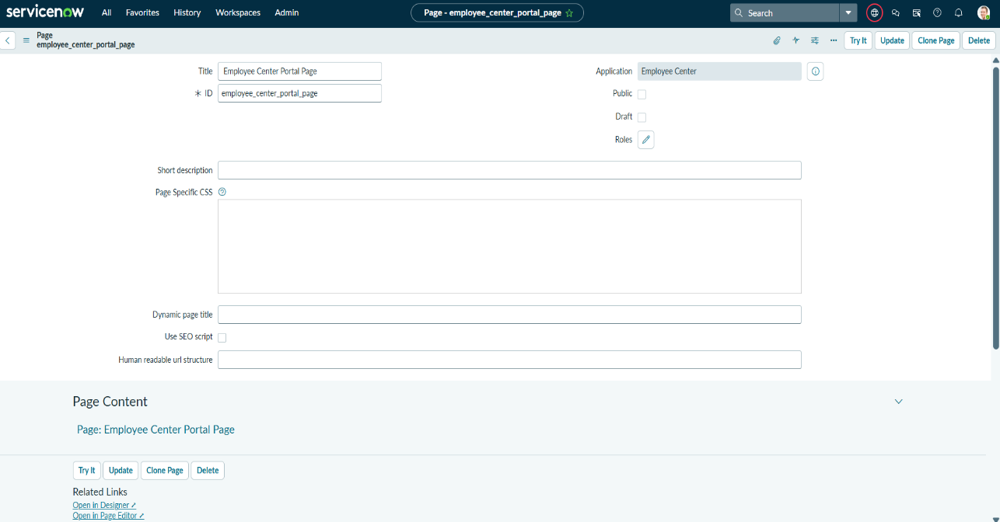 servicenow All Favorites History Workspaces Admin Page - employee_center_portal_page Search
Page
employee_center_portal_page Try It Update Clone Page Delete
Title Employee Center Portal Page Application Employee Center
ID employee_center_portal_page Public
Draft
Roles
Short description
Page Specific CSS
Dynamic page title
Use SEO script
Human readable url structure
Page Content
Page: Employee Center Portal Page
Try It Update Clone Page Delete
Related Links
Open in Designer
Open in Page Editor